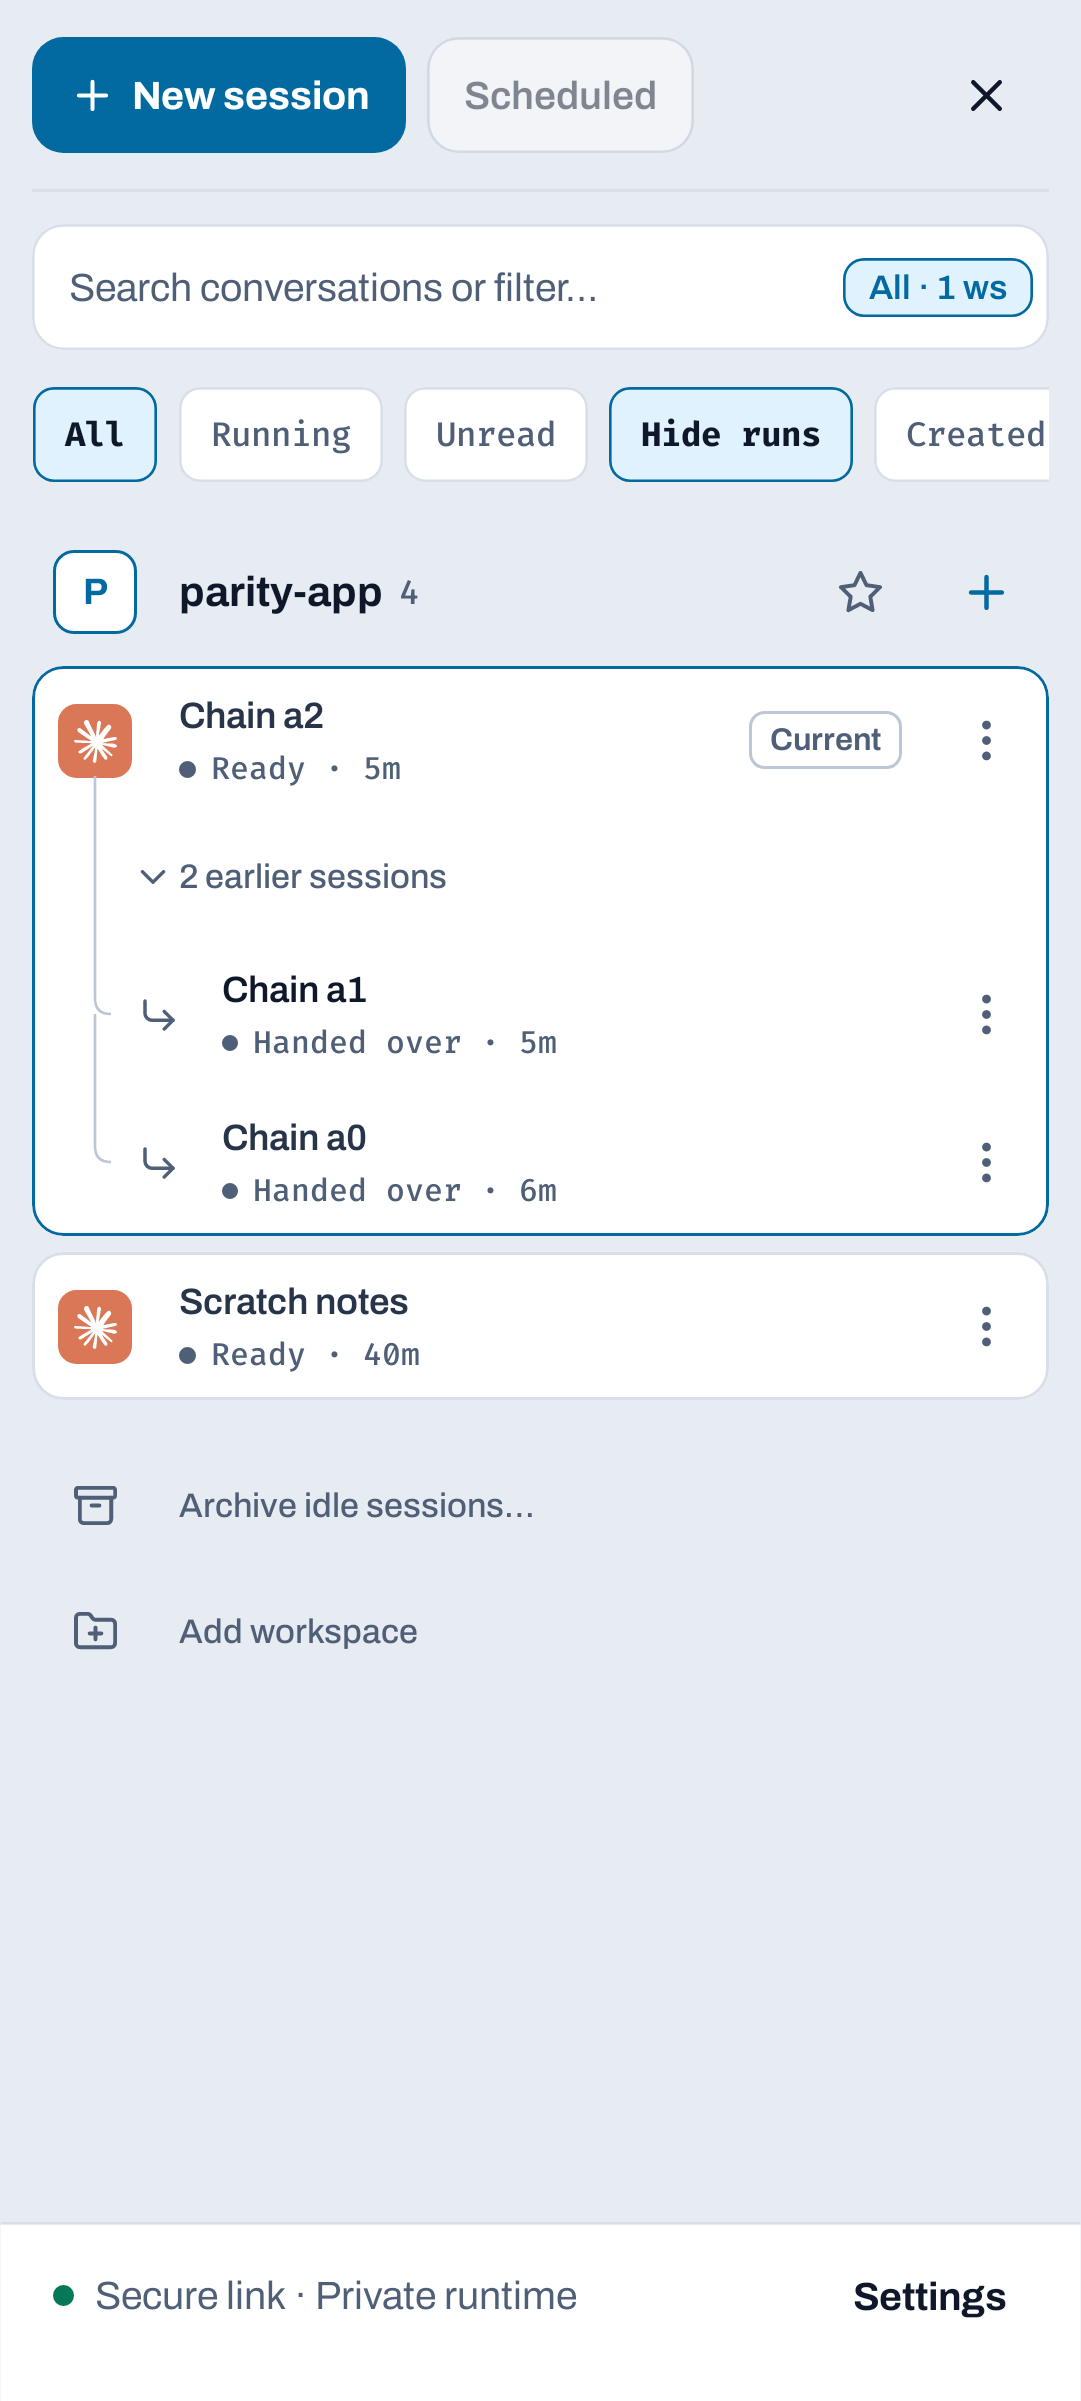 New session
Scheduled
Search conversations or filter...
All · 1 ws
All
Running
Unread
Hide runs
Created
P
parity-app 4
Chain a2
Ready · 5m
Current
2 earlier sessions
Chain a1
Handed over · 5m
Chain a0
Handed over · 6m
Scratch notes
Ready · 40m
Archive idle sessions...
Add workspace
Secure link · Private runtime
Settings